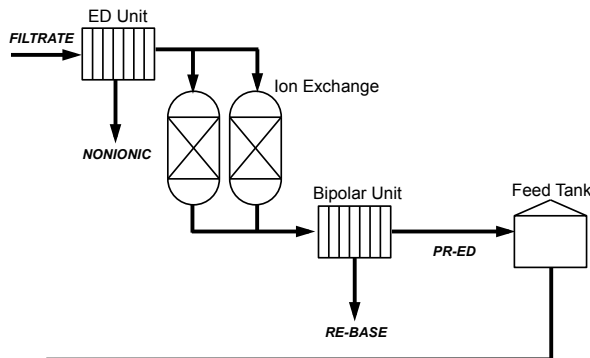 ED Unit
FILTRATE
Ion Exchange
NONIONIC
Bipolar Unit
Feed Tank
PR-ED
RE-BASE